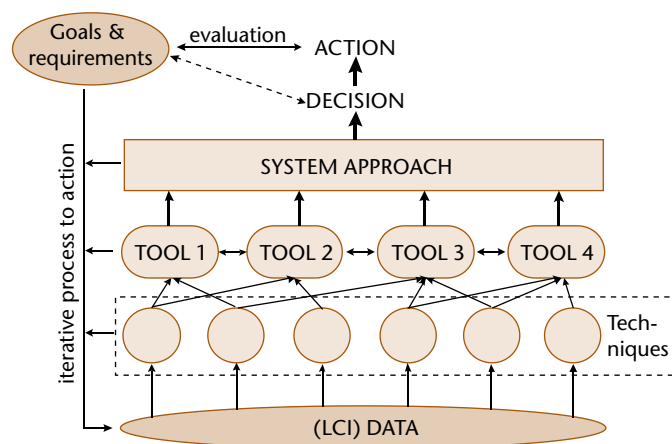 Goals &
requirements
evaluation
ACTION
DECISION
SYSTEM APPROACH
iterative process to action
TOOL 1
TOOL 2
TOOL 3
TOOL 4
Tech-
niques
(LCI) DATA